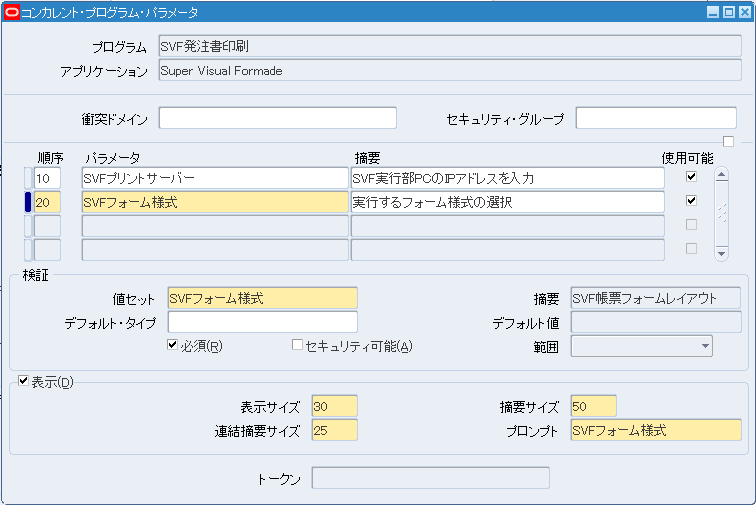 コンカレント・プログラム・パラメータ
プログラム SVF発注書印刷
アプリケーション Super Visual Formade
衝突ドメイン セキュリティ・グループ
順序 パラメータ 摘要 使用可能
10 SVFプリントサーバー SVF実行部PCのIPアドレスを入力
20 SVFフォーム様式 実行するフォーム様式の選択
検証
値セット SVFフォーム様式 摘要 SVF帳票フォームレイアウト
デフォルト・タイプ デフォルト値
必須(R) セキュリティ可能(A) 範囲
表示(D)
表示サイズ 30 摘要サイズ 50
連結摘要サイズ 25 プロンプト SVFフォーム様式
トークン